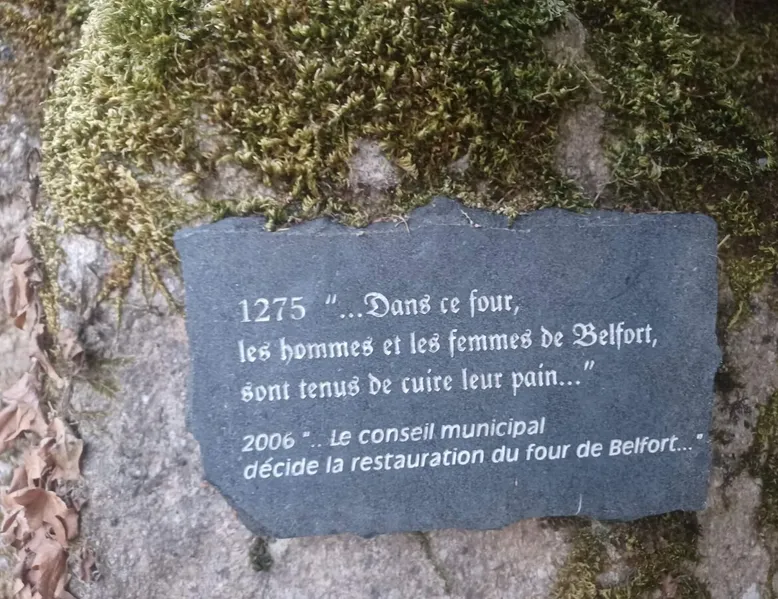 1275 "...Dans ce four,
les hommes et les femmes de Belfort,
sont tenus de cuire leur pain..."
2006 ".. Le conseil municipal
décide la restauration du four de Belfort..."